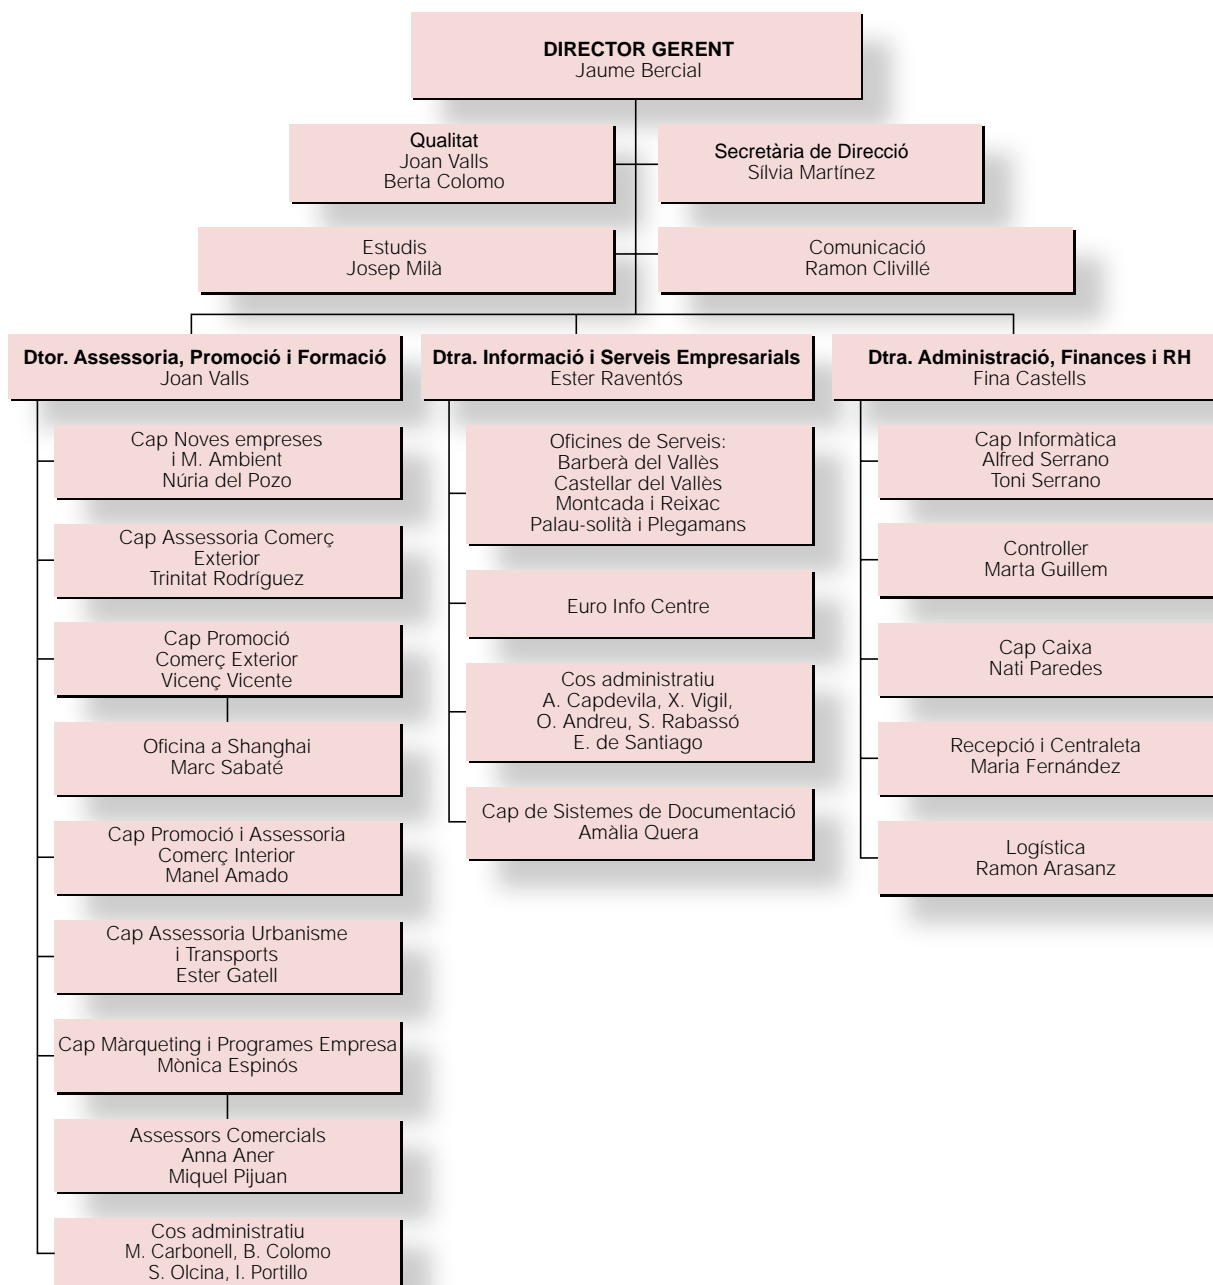 DIRECTOR GERENT
Jaume Bercial
Qualitat
Joan Valls
Berta Colomo
Secretària de Direcció
Sílvia Martínez
Estudis
Josep Milà
Comunicació
Ramon Clivillé
Dtor. Assessoria, Promoció i Formació
Joan Valls
Cap Noves empreses
i M. Ambient
Núria del Pozo
Cap Assessoria Comerç
Exterior
Trinitat Rodríguez
Cap Promoció
Comerç Exterior
Vicenç Vicente
Oficina a Shanghai
Marc Sabaté
Cap Promoció i Assessoria
Comerç Interior
Manel Amado
Cap Assessoria Urbanisme
i Transports
Ester Gatell
Cap Màrqueting i Programes Empresa
Mònica Espinós
Assessors Comercials
Anna Aner
Miquel Pijuan
Cos administratiu
M. Carbonell, B. Colomo
S. Olcina, I. Portillo
Dtra. Informació i Serveis Empresarials
Ester Raventós
Oficines de Serveis:
Barberà del Vallès
Castellar del Vallès
Montcada i Reixac
Palau-solità i Plegamans
Euro Info Centre
Cos administratiu
A. Capdevila, X. Vigil,
O. Andreu, S. Rabassó
E. de Santiago
Cap de Sistemes de Documentació
Amàlia Quera
Dtra. Administració, Finances i RH
Fina Castells
Cap Informàtica
Alfred Serrano
Toni Serrano
Controller
Marta Guillem
Cap Caixa
Nati Paredes
Recepció i Centraleta
Maria Fernández
Logística
Ramon Arasanz